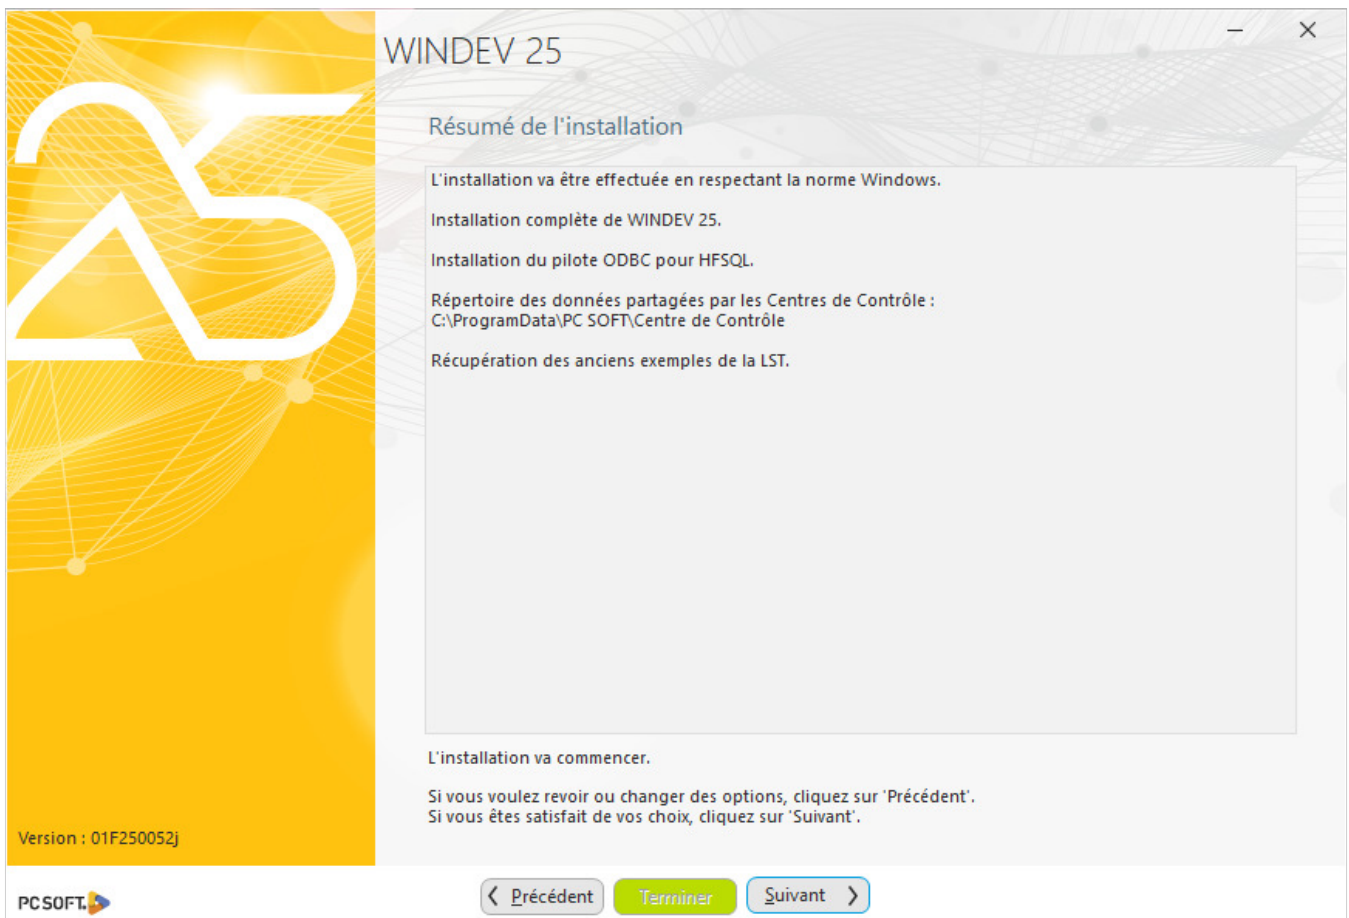 WINDEV 25
Résumé de l'installation
L'installation va être effectuée en respectant la norme Windows.
Installation complète de WINDEV 25.
Installation du pilote ODBC pour HFSQL.
Répertoire des données partagées par les Centres de Contrôle :
C:\ProgramData\PC SOFT\Centre de Contrôle
Récupération des anciens exemples de la LST.
L'installation va commencer.
Si vous voulez revoir ou changer des options, cliquez sur 'Précédent'.
Si vous êtes satisfait de vos choix, cliquez sur 'Suivant'.
25
Version : 01F250052j
PC SOFT
Précédent
Terminer
Suivant